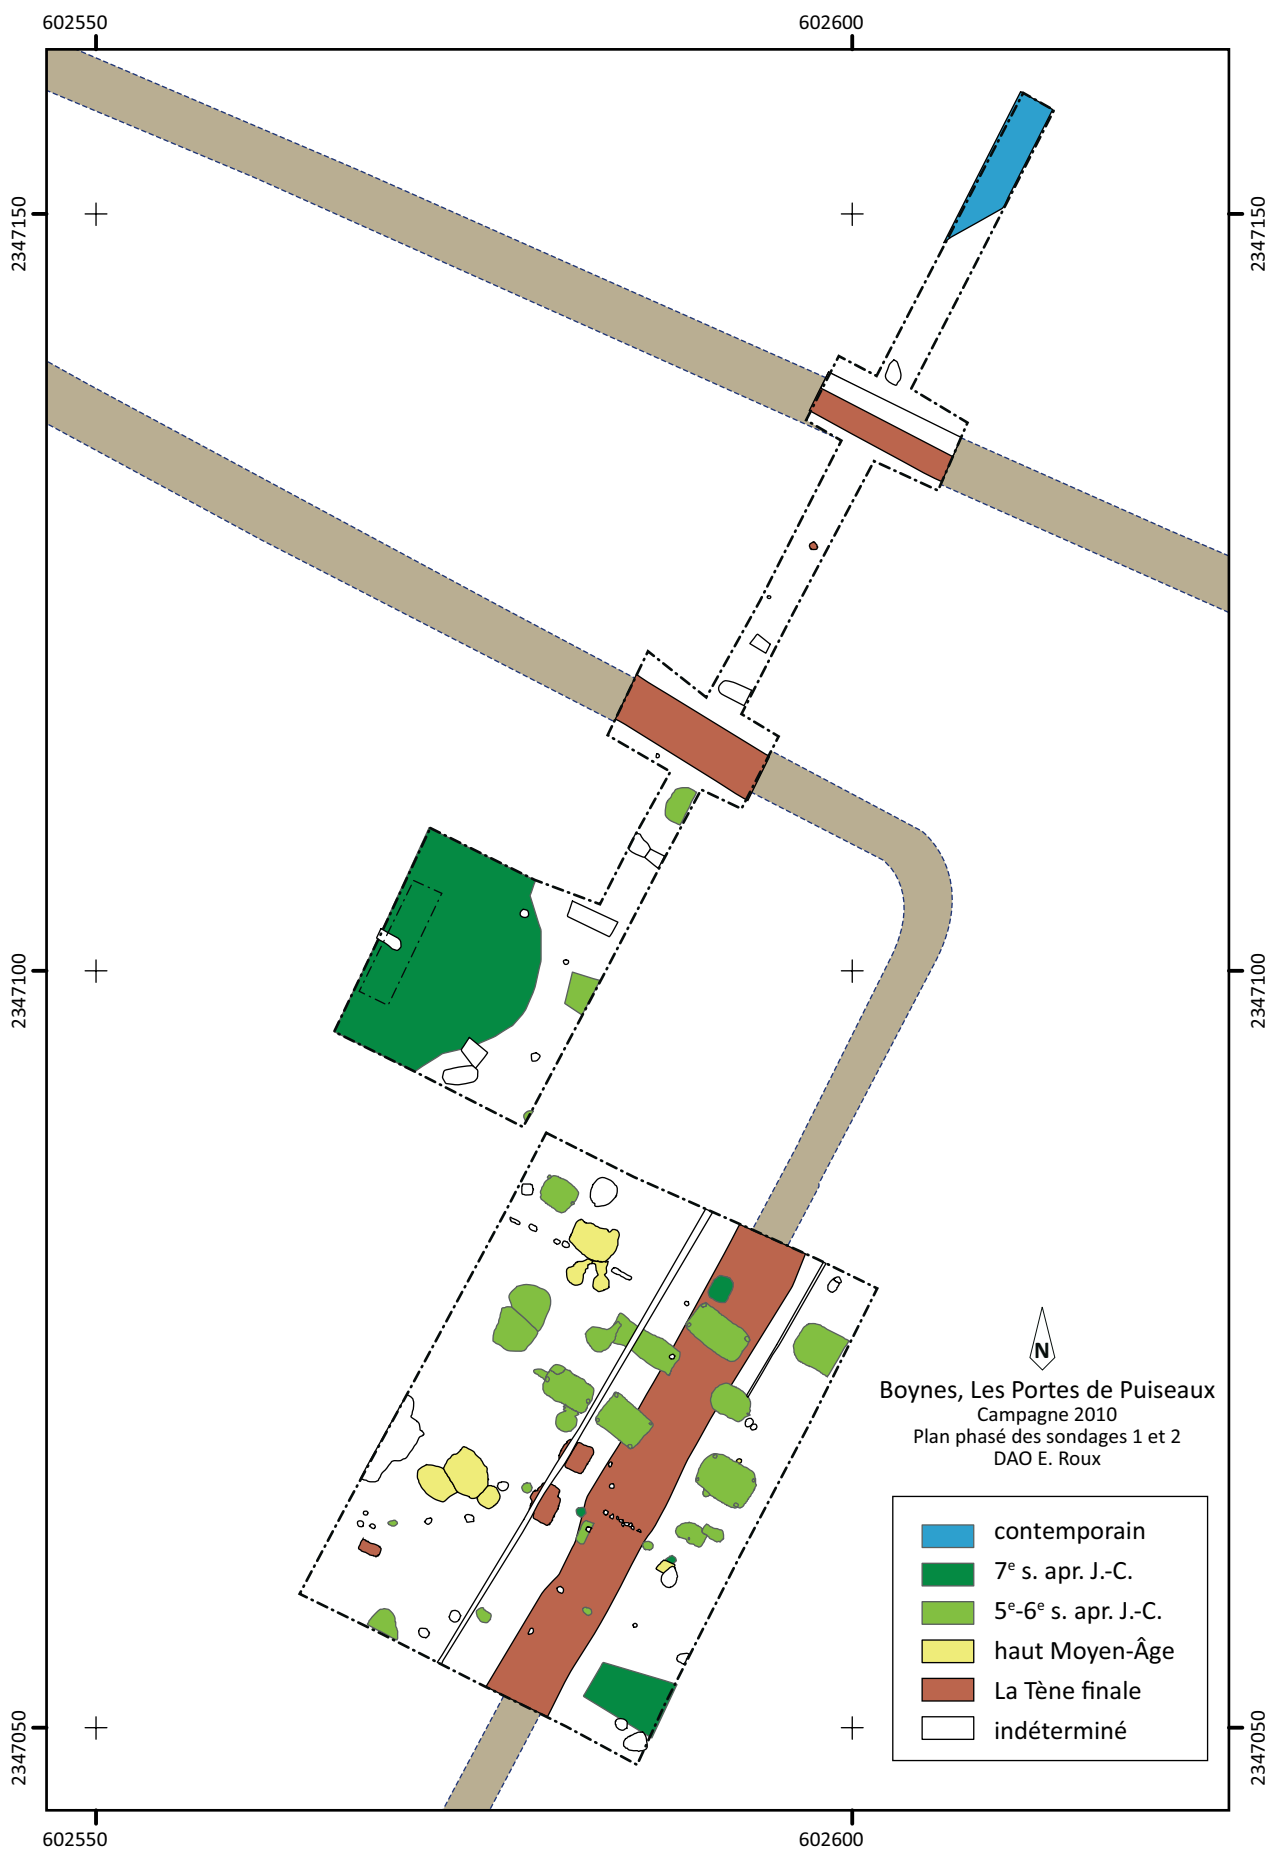 602550
602600
2347150
2347150
2347100
2347100
N
Boynes, Les Portes de Puiseaux
Campagne 2010
Plan phasé des sondages 1 et 2
DAO E. Roux
contemporain
7e s. apr. J.-C.
5e-6e s. apr. J.-C.
haut Moyen-Âge
La Tène finale
indéterminé
2347050
2347050
602550
602600